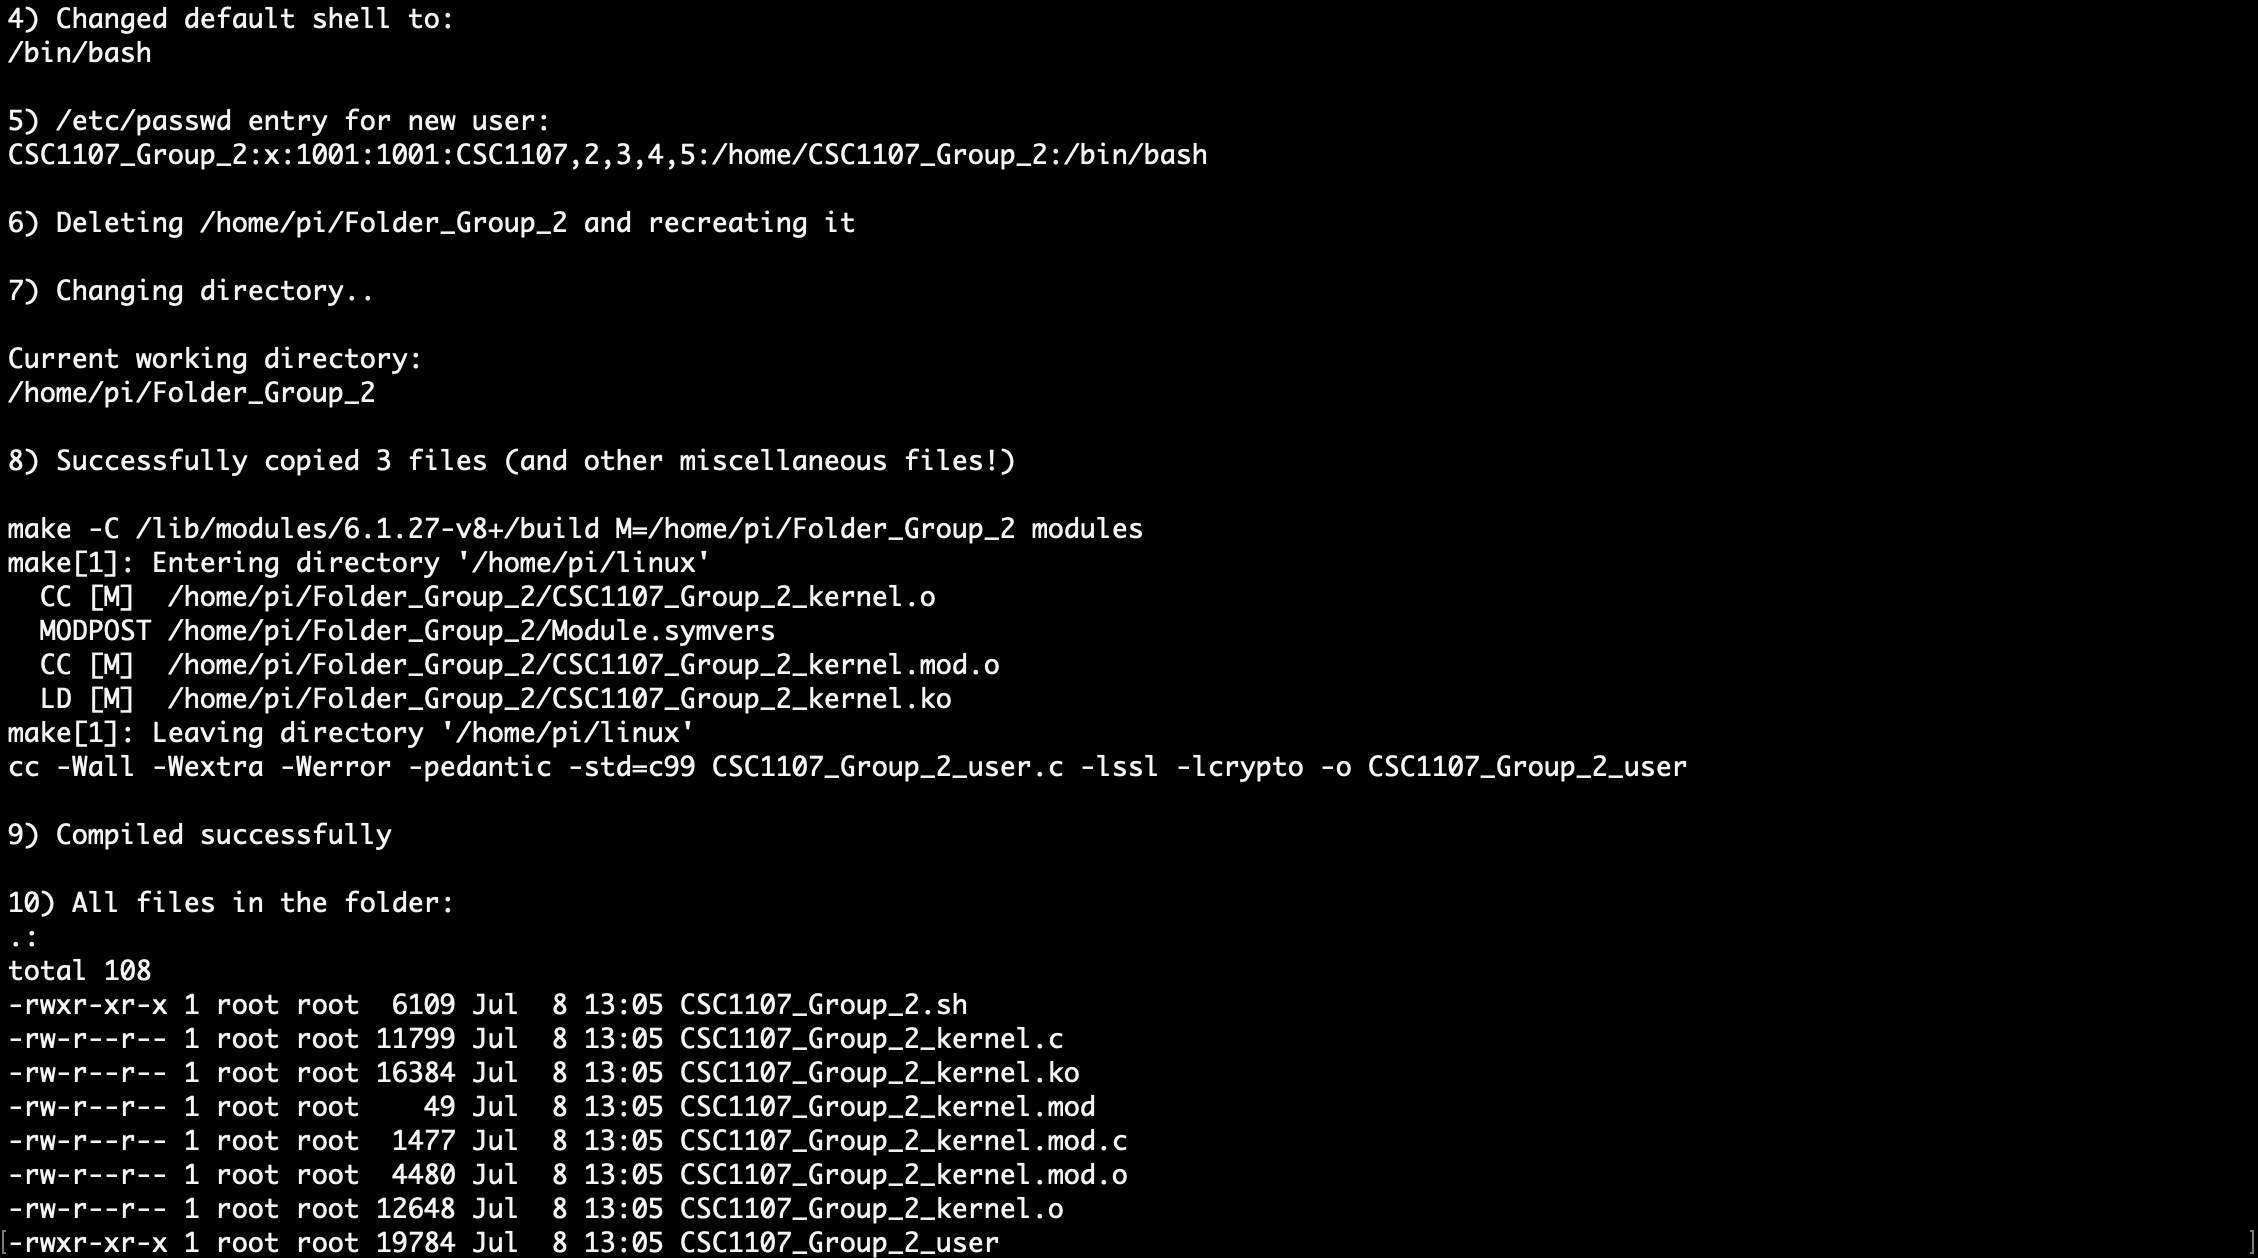 4) Changed default shell to:
/bin/bash
5) /etc/passwd entry for new user:
CSC1107_Group_2:x:1001:1001:CSC1107,2,3,4,5:/home/CSC1107_Group_2:/bin/bash
6) Deleting /home/pi/Folder_Group_2 and recreating it
7) Changing directory..
Current working directory:
/home/pi/Folder_Group_2
8) Successfully copied 3 files (and other miscellaneous files!)
make -C /lib/modules/6.1.27-v8+/build M=/home/pi/Folder_Group_2 modules
make[1]: Entering directory '/home/pi/linux'
  CC [M]  /home/pi/Folder_Group_2/CSC1107_Group_2_kernel.o
  MODPOST /home/pi/Folder_Group_2/Module.symvers
  CC [M]  /home/pi/Folder_Group_2/CSC1107_Group_2_kernel.mod.o
  LD [M]  /home/pi/Folder_Group_2/CSC1107_Group_2_kernel.ko
make[1]: Leaving directory '/home/pi/linux'
cc -Wall -Wextra -Werror -pedantic -std=c99 CSC1107_Group_2_user.c -lssl -lcrypto -o CSC1107_Group_2_user
9) Compiled successfully
10) All files in the folder:
.:
total 108
-rwxr-xr-x 1 root root  6109 Jul  8 13:05 CSC1107_Group_2.sh
-rw-r--r-- 1 root root 11799 Jul  8 13:05 CSC1107_Group_2_kernel.c
-rw-r--r-- 1 root root 16384 Jul  8 13:05 CSC1107_Group_2_kernel.ko
-rw-r--r-- 1 root root    49 Jul  8 13:05 CSC1107_Group_2_kernel.mod
-rw-r--r-- 1 root root  1477 Jul  8 13:05 CSC1107_Group_2_kernel.mod.c
-rw-r--r-- 1 root root  4480 Jul  8 13:05 CSC1107_Group_2_kernel.mod.o
-rw-r--r-- 1 root root 12648 Jul  8 13:05 CSC1107_Group_2_kernel.o
-rwxr-xr-x 1 root root 19784 Jul  8 13:05 CSC1107_Group_2_user